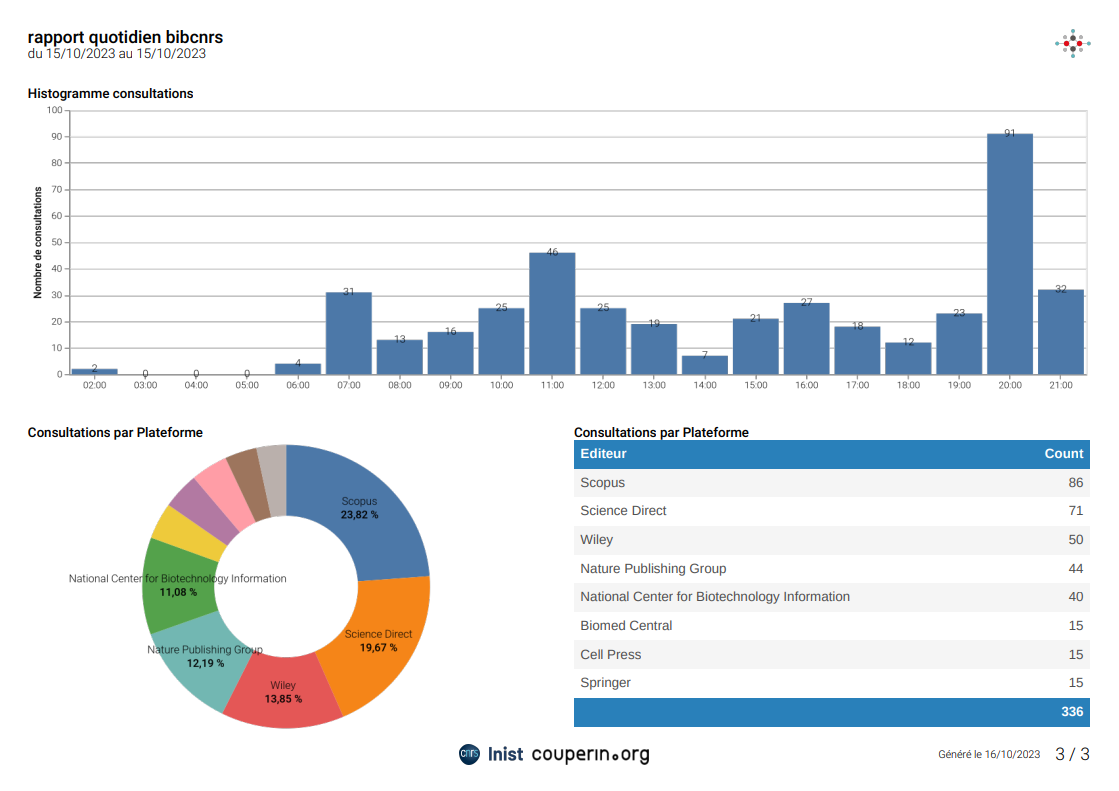 rapport quotidien bibcnrs
du 15/10/2023 au 15/10/2023
Histogramme consultations
Nombre de consultations
100
90
80
70
60
50
40
30
20
10
0
2 0 0 0 4 31 13 16 25 46 25 19 7 21 27 18 12 23 91 32
02:00 03:00 04:00 05:00 06:00 07:00 08:00 09:00 10:00 11:00 12:00 13:00 14:00 15:00 16:00 17:00 18:00 19:00 20:00 21:00
Consultations par Plateforme
Scopus
23,82 %
National Center for Biotechnology Information
11,08 %
Science Direct
19,67 %
Nature Publishing Group
12,19 %
Wiley
13,85 %
Consultations par Plateforme
Editeur Count
Scopus 86
Science Direct 71
Wiley 50
Nature Publishing Group 44
National Center for Biotechnology Information 40
Biomed Central 15
Cell Press 15
Springer 15
336
cnrs Inist couperin.org
Généré le 16/10/2023 3 / 3